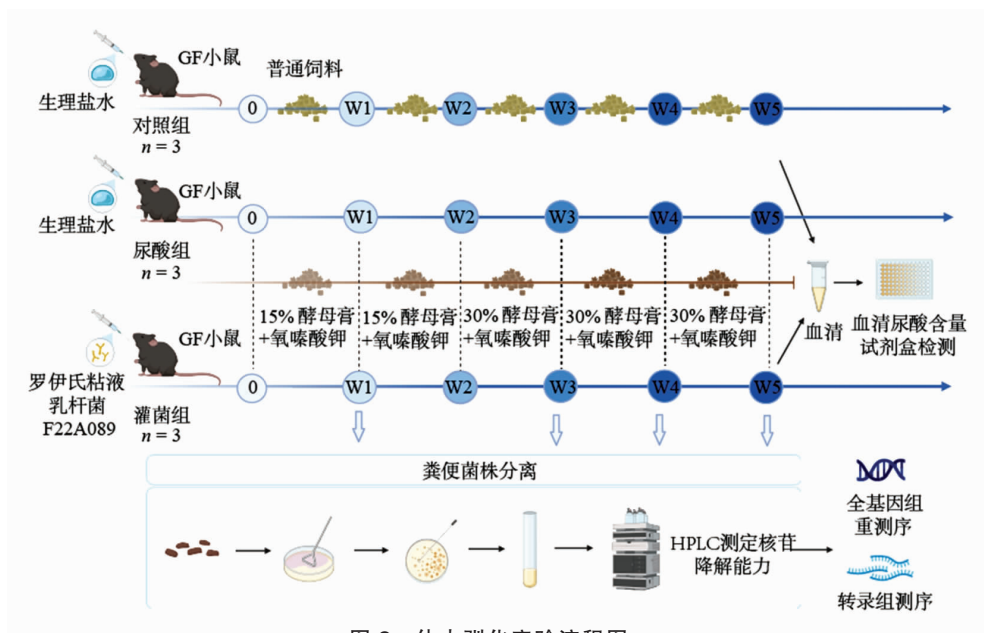 GF小鼠
普通饲料
生理盐水
对照组
n = 3
0
W1
W2
W3
W4
W5
GF小鼠
生理盐水
尿酸组
n = 3
0
W1
W2
W3
W4
W5
15% 酵母膏
+氧嗪酸钾
15% 酵母膏
+氧嗪酸钾
30% 酵母膏
+氧嗪酸钾
30% 酵母膏
+氧嗪酸钾
30% 酵母膏
+氧嗪酸钾
血清
血清尿酸含量
试剂盒检测
GF小鼠
罗伊氏粘液
乳杆菌
F22A089
灌菌组
n = 3
0
W1
W2
W3
W4
W5
粪便菌株分离
HPLC测定核苷
降解能力
全基因组
重测序
转录组测序